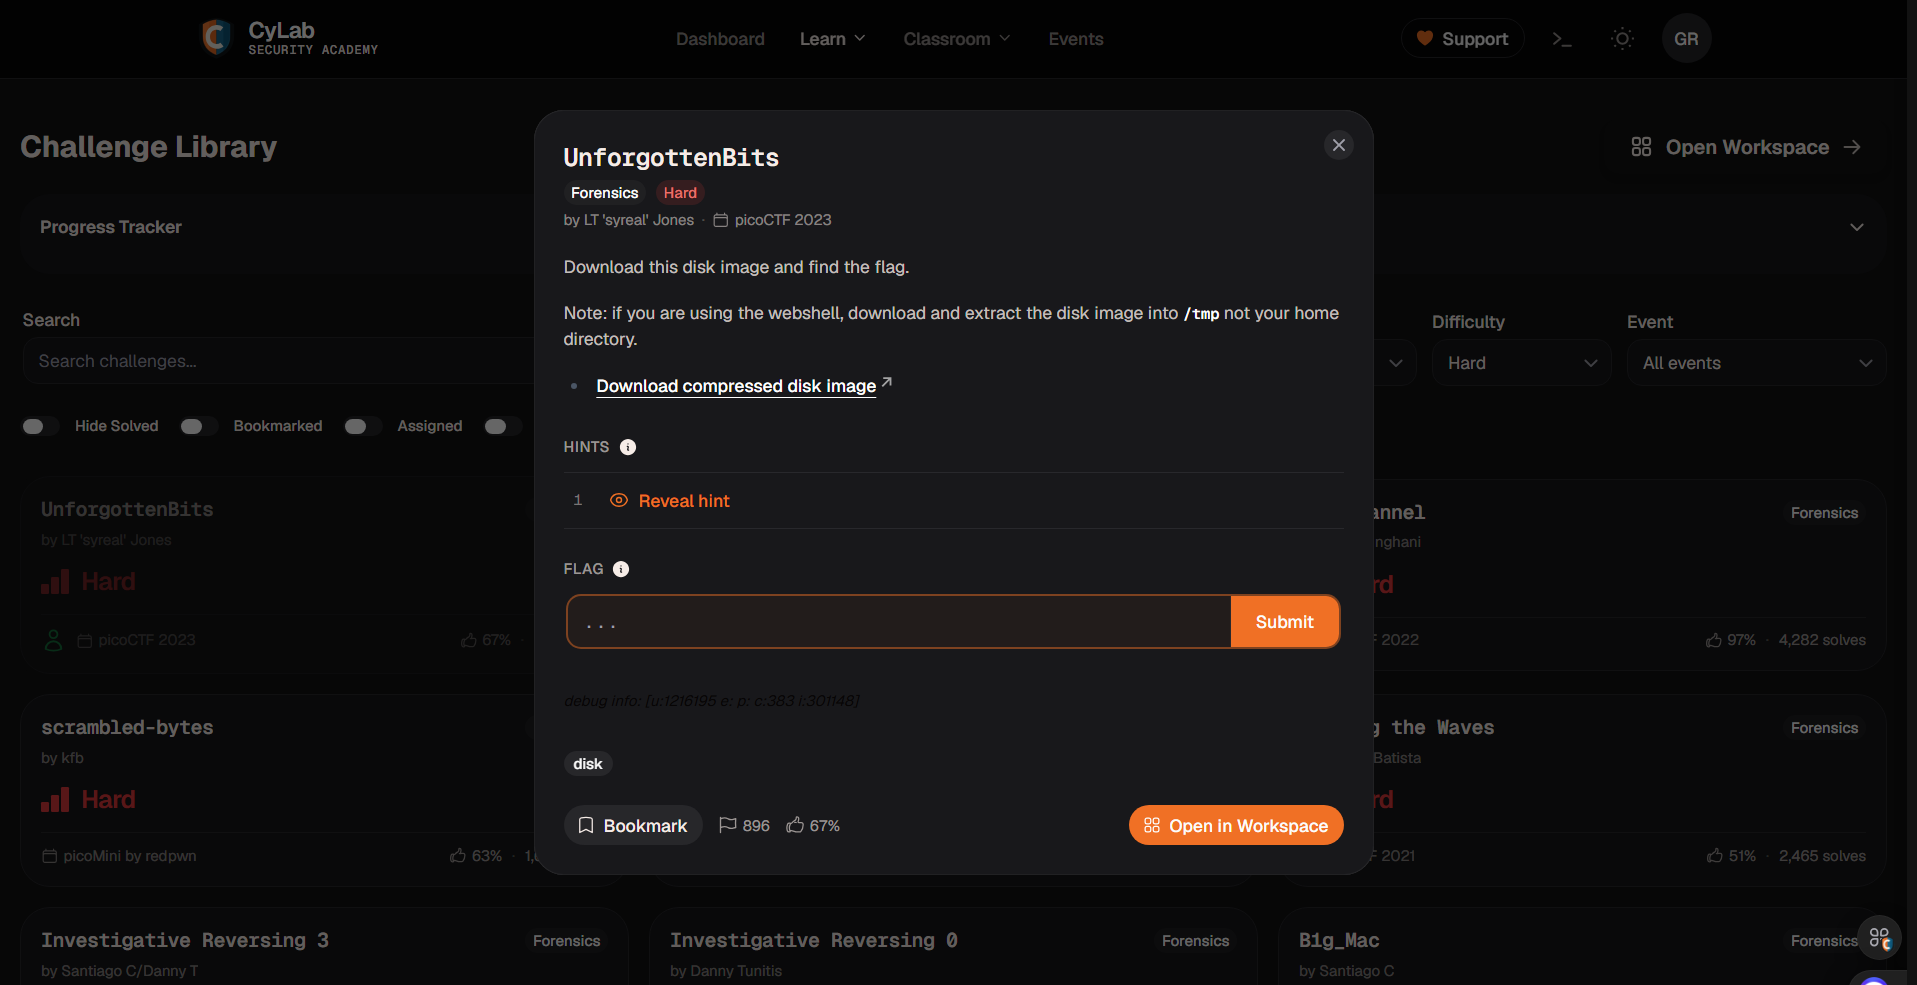 CyLab
SECURITY ACADEMY
Dashboard
Learn
Classroom
Events
Support
GR
Challenge Library
Open Workspace
Progress Tracker
Search
Search challenges...
Difficulty
Hard
Event
All events
Hide Solved
Bookmarked
Assigned
UnforgottenBits
Forensics
Hard
by LT 'syreal' Jones · picoCTF 2023
Download this disk image and find the flag.
Note: if you are using the webshell, download and extract the disk image into /tmp not your home
directory.
Download compressed disk image
HINTS
1 Reveal hint
FLAG
...
Submit
debug info: [u:1216195 e: p: c:383 i:301148]
disk
Bookmark
896
67%
Open in Workspace
UnforgottenBits
by LT 'syreal' Jones
Hard
picoCTF 2023
67% ·
annel
Forensics
nghani
rd
2022
97% · 4,282 solves
scrambled-bytes
by kfb
Hard
picoMini by redpwn
63% · 1,
the Waves
Forensics
Batista
rd
2021
51% · 2,465 solves
Investigative Reversing 3
Forensics
by Santiago C/Danny T
Investigative Reversing 0
Forensics
by Danny Tunitis
B1g_Mac
Forensics
by Santiago C